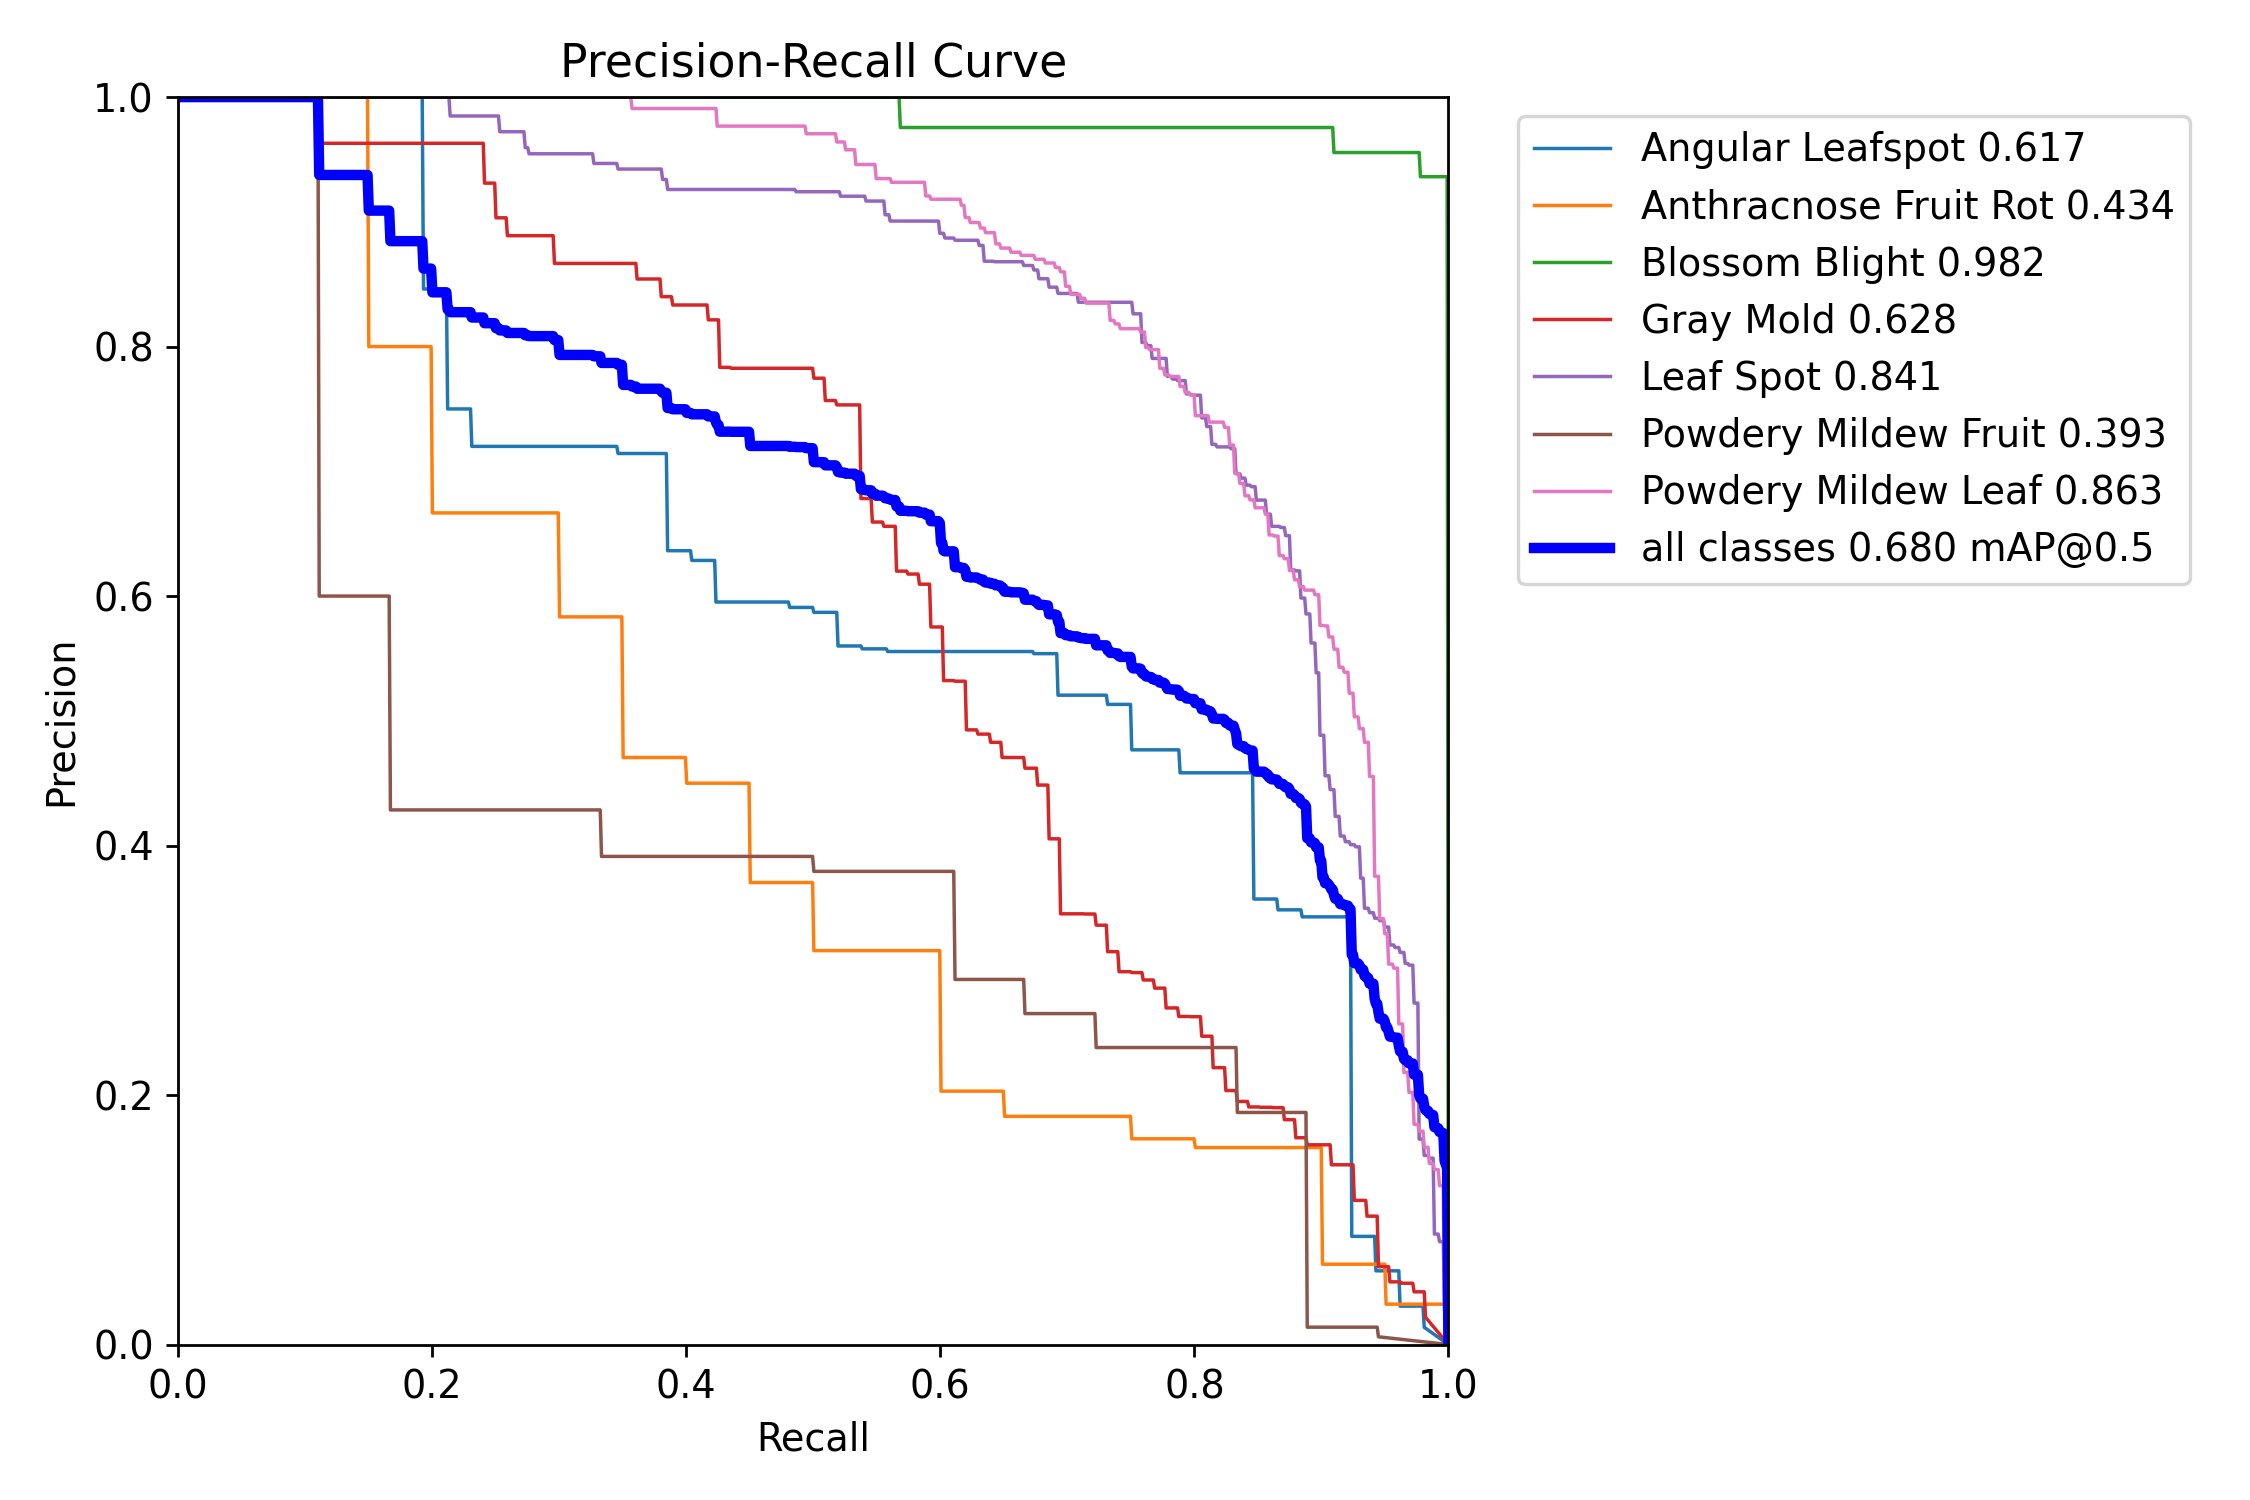 Precision-Recall Curve
1.0
0.8
0.6
0.4
0.2
0.0
Precision
0.0 0.2 0.4 0.6 0.8 1.0
Recall
Angular Leafspot 0.617
Anthracnose Fruit Rot 0.434
Blossom Blight 0.982
Gray Mold 0.628
Leaf Spot 0.841
Powdery Mildew Fruit 0.393
Powdery Mildew Leaf 0.863
all classes 0.680 mAP@0.5